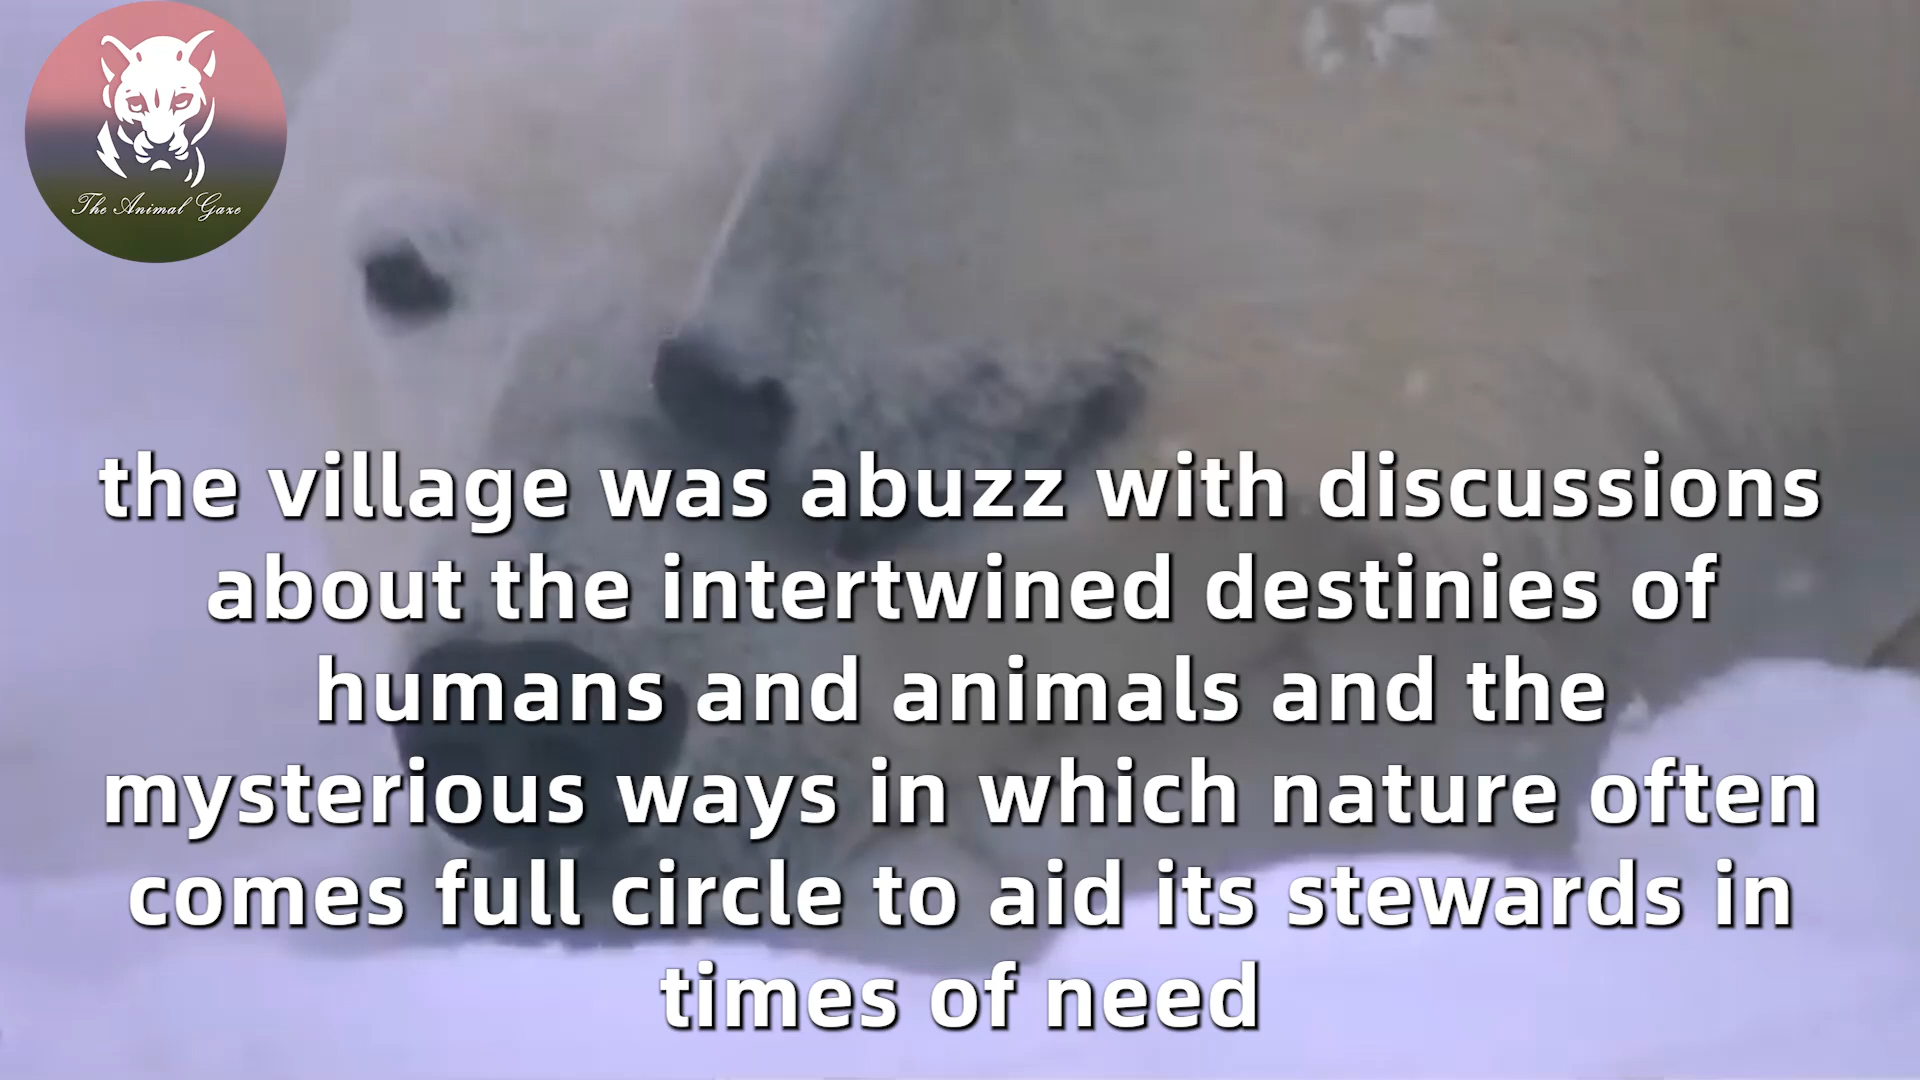 The Animal Gaze
the village was abuzz with discussions
about the intertwined destinies of
humans and animals and the
mysterious ways in which nature often
comes full circle to aid its stewards in
times of need